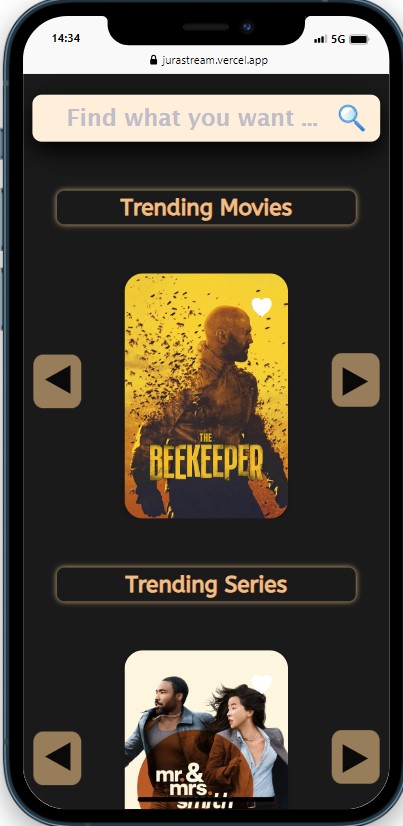 14:34
5G
jurastream.vercel.app
Find what you want ...
Trending Movies
THE
BEEKEEPER
Trending Series
mr. &
mrs.
smith